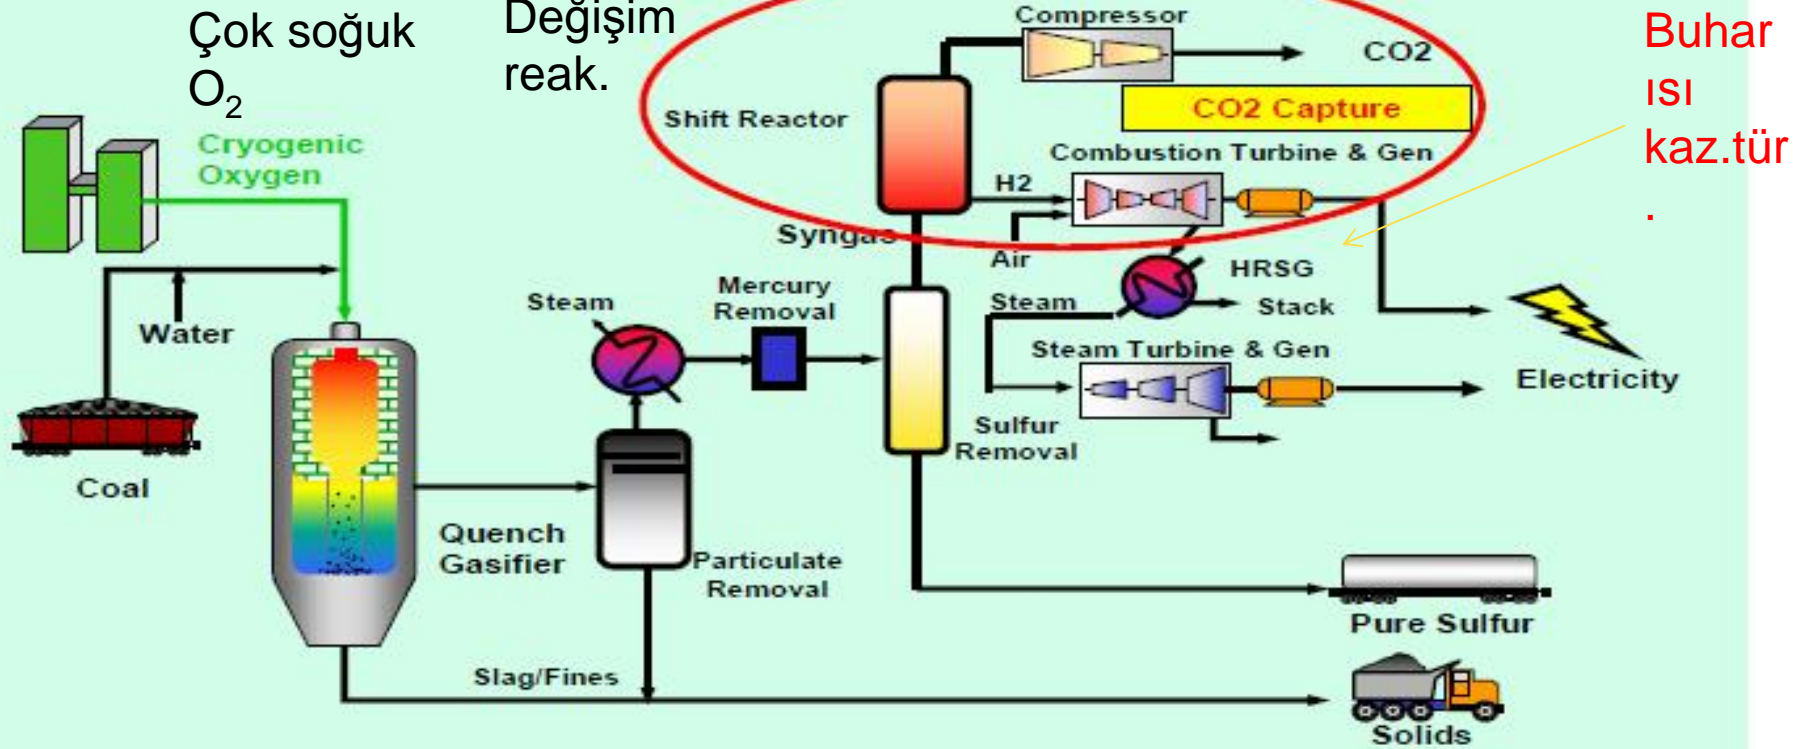 Çok soğuk
O₂
Değişim
reak.
Buhar
ısı
kaz.tür
.
Compressor
CO2
CO2 Capture
Shift Reactor
Combustion Turbine & Gen
Cryogenic
Oxygen
H2
Syngas
Air
HRSG
Steam
Mercury
Removal
Steam
Stack
Water
Steam Turbine & Gen
Electricity
Sulfur
Removal
Coal
Quench
Gasifier
Particulate
Removal
Pure Sulfur
Slag/Fines
Solids